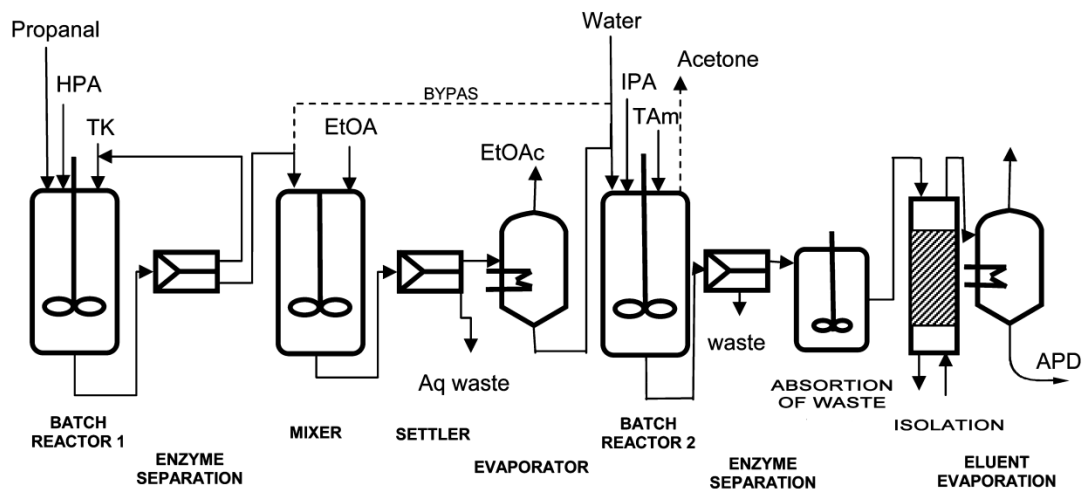 Propanal
HPA
TK
BYPAS
EtOA
EtOAc
Water
IPA
TAm
Acetone
Aq waste
waste
APD
BATCH
REACTOR 1
ENZYME
SEPARATION
MIXER
SETTLER
EVAPORATOR
BATCH
REACTOR 2
ENZYME
SEPARATION
ABSORTION
OF WASTE
ISOLATION
ELUENT
EVAPORATION